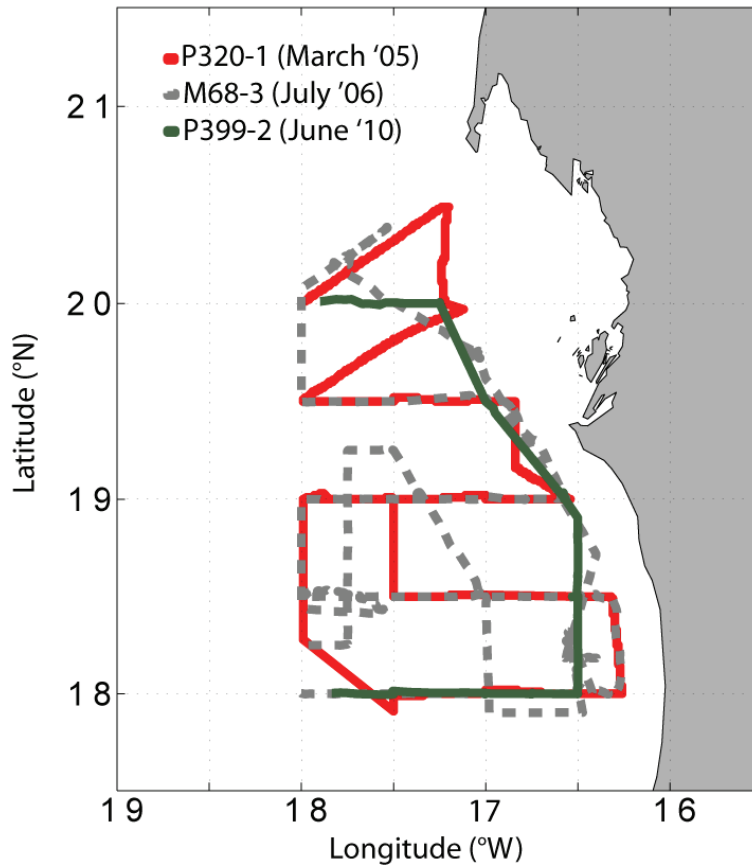 P320-1 (March '05)
M68-3 (July '06)
P399-2 (June '10)
21
20
19
18
Latitude (°N)
19
18
17
16
Longitude (°W)